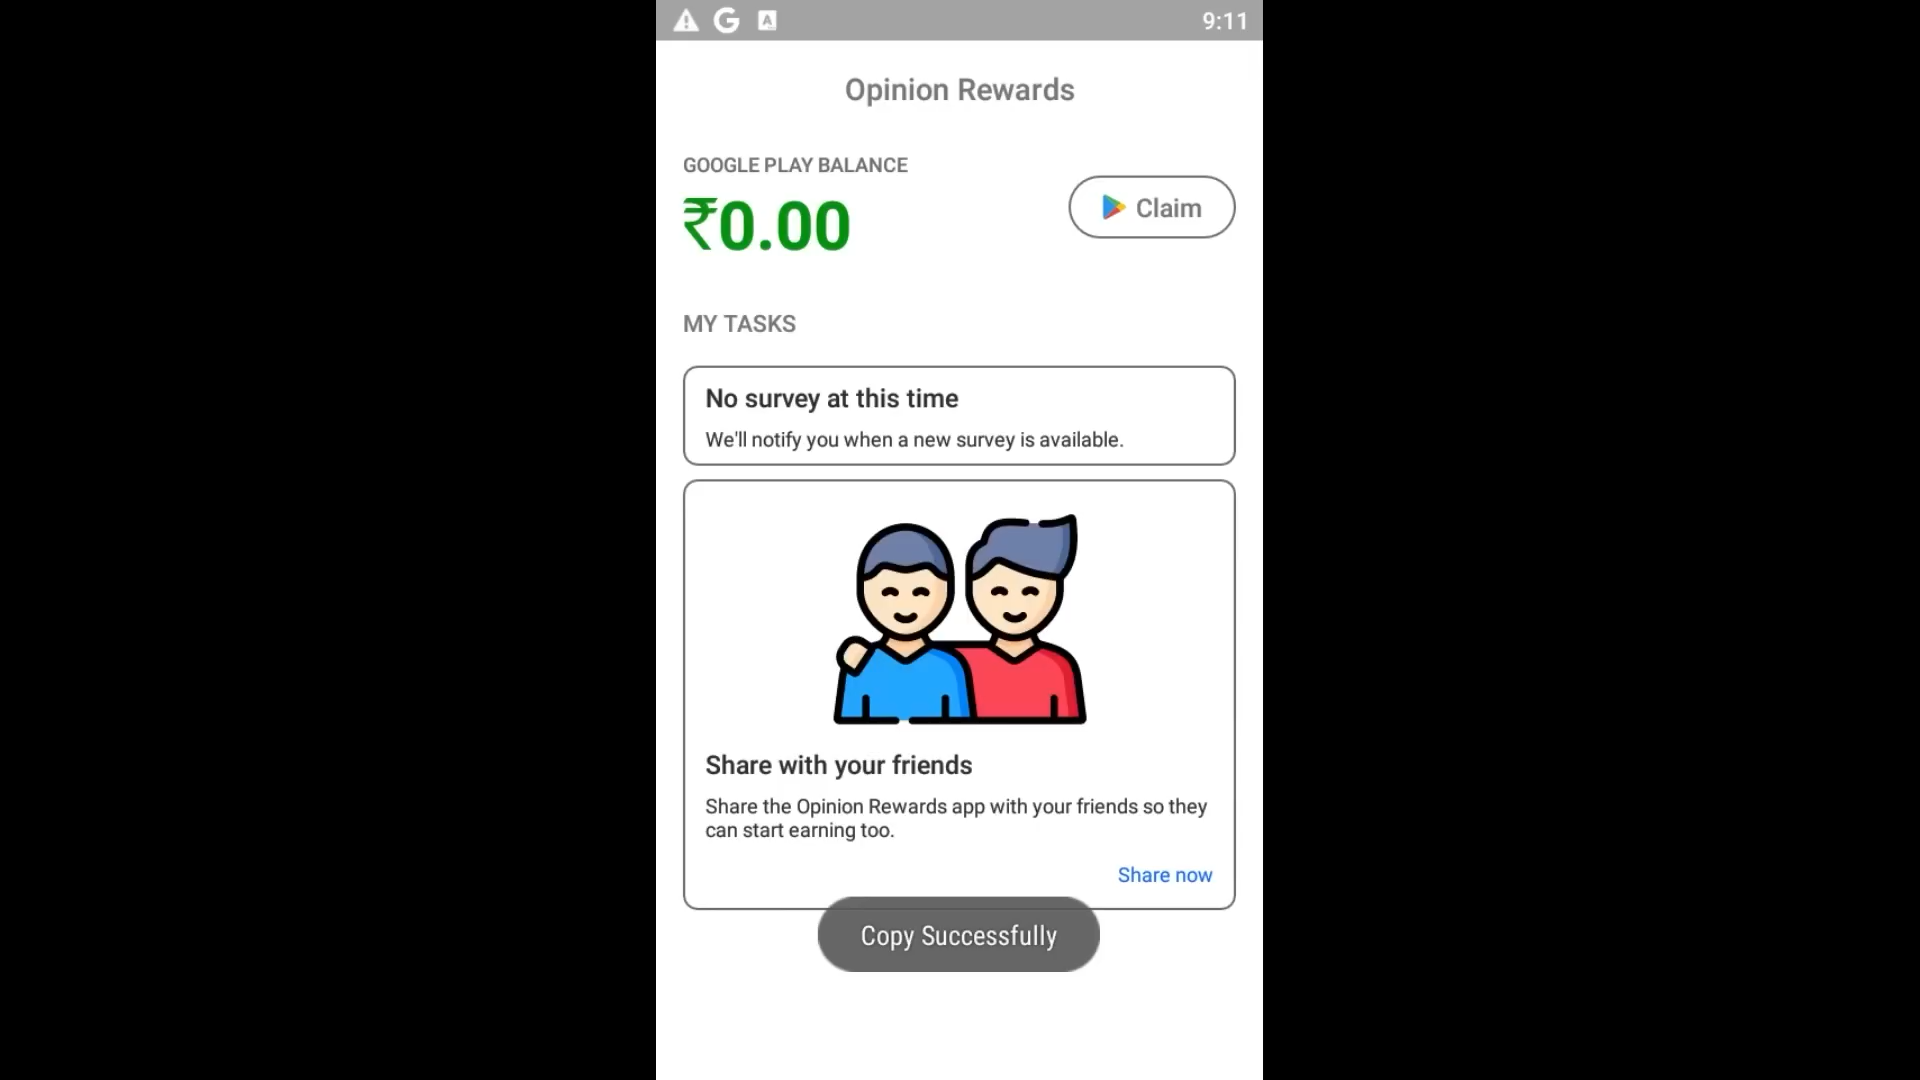 9:11
Opinion Rewards
GOOGLE PLAY BALANCE
₹0.00
Claim
MY TASKS
No survey at this time
We'll notify you when a new survey is available.
Share with your friends
Share the Opinion Rewards app with your friends so they
can start earning too.
Share now
Copy Successfully